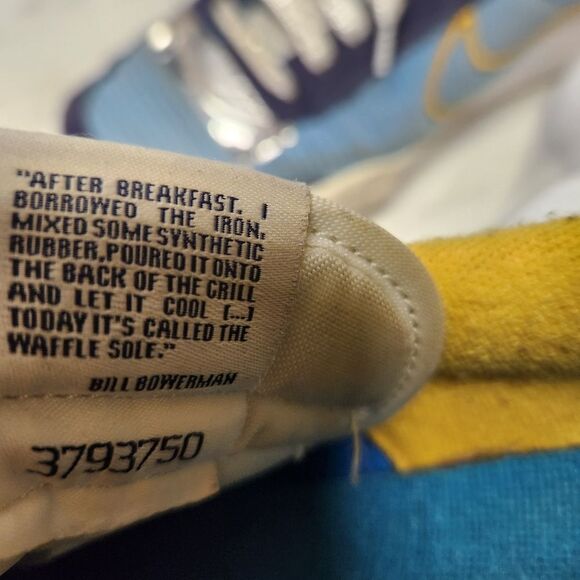 "AFTER BREAKFAST, I
BORROWED THE IRON,
MIXED SOME SYNTHETIC
RUBBER, POURED IT ONTO
THE BACK OF THE GRILL
AND LET IT COOL [...]
TODAY IT'S CALLED THE
WAFFLE SOLE."
BILL BOWERMAN
3793750